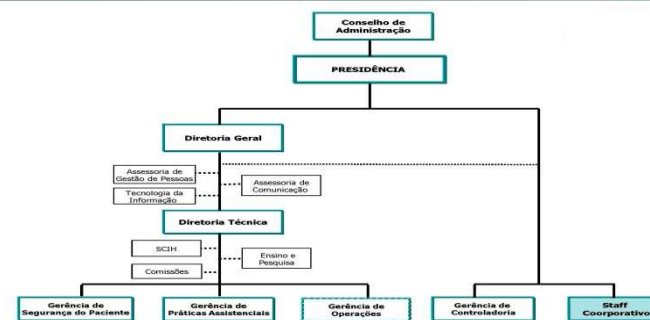 Conselho de
Administração
PRESIDÊNCIA
Diretoria Geral
Assessoria de
Gestão de Pessoas
Assessoria de
Comunicação
Tecnologia da
Informação
Diretoria Técnica
SCIH
Ensino e
Pesquisa
Comissões
Gerência de
Segurança do Paciente
Gerência de
Práticas Assistenciais
Gerência de
Operações
Gerência de
Controladoria
Staff
Coorporativo